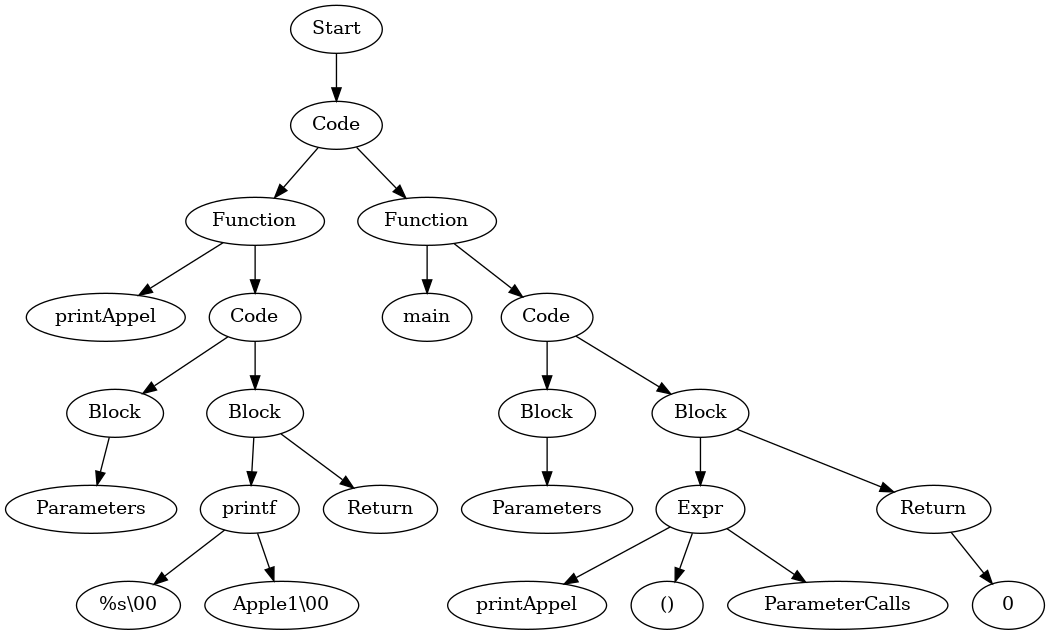 Start
Code
Function
Function
printAppel
Code
main
Code
Block
Block
Block
Block
Parameters
printf
Return
Parameters
Expr
Return
%s\00
Apple1\00
printAppel
()
ParameterCalls
0